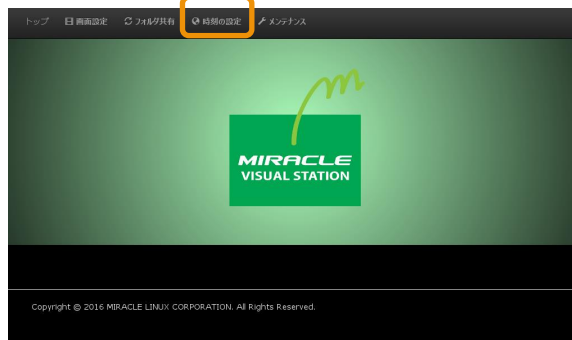 トップ 画面設定 フォルダ共有 時刻の設定 メンテナンス
MIRACLE
VISUAL STATION
Copyright © 2016 MIRACLE LINUX CORPORATION. All Rights Reserved.